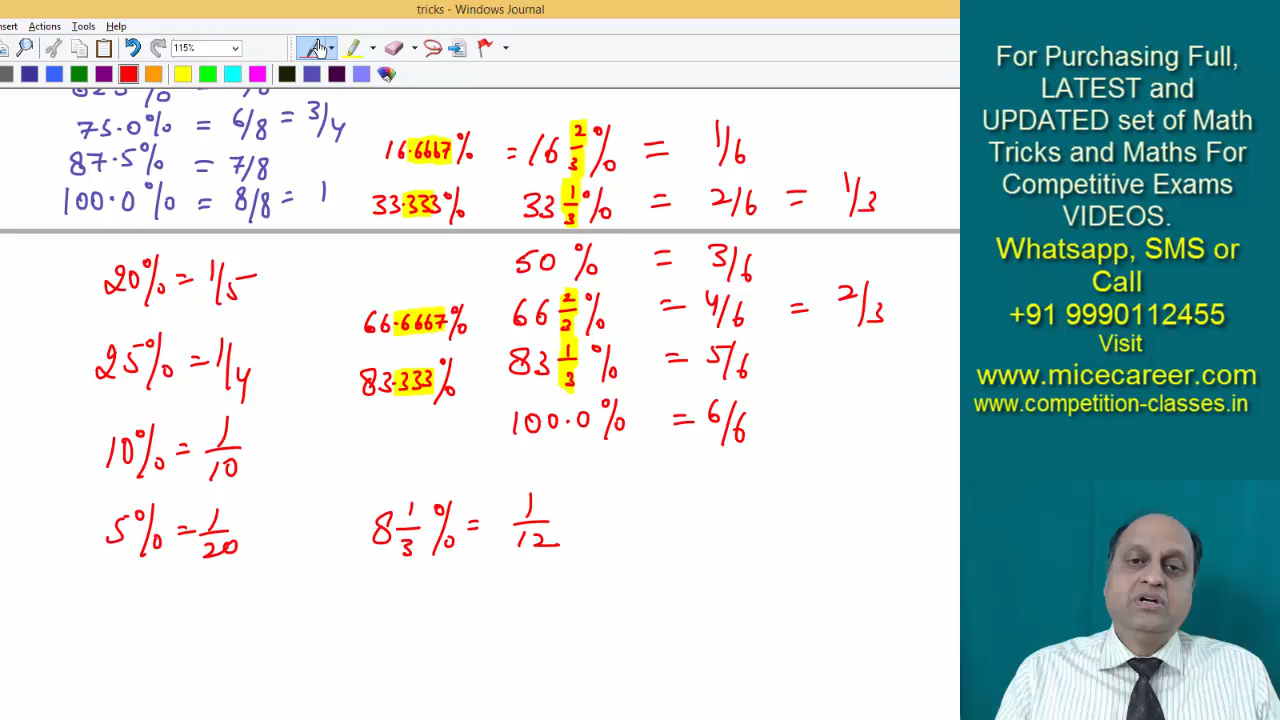 tricks - Windows Journal
nsert Actions Tools Help
115%
75.0% = 6/8 = 3/4
87.5% = 7/8
100.0% = 8/8 = 1
20% = 1/5
25% = 1/4
10% = 1/10
5% = 1/20
16.6667% = 16 2/3 % = 1/6
33.333% 33 1/3 % = 2/6 = 1/3
50 % = 3/6
66.6667% 66 2/3 % = 4/6 = 2/3
83.333% 83 1/3 % = 5/6
100.0% = 6/6
8 1/3 % = 1/12
For Purchasing Full,
LATEST and
UPDATED set of Math
Tricks and Maths For
Competitive Exams
VIDEOS.
Whatsapp, SMS or
Call
+91 9990112455
Visit
www.micecareer.com
www.competition-classes.in